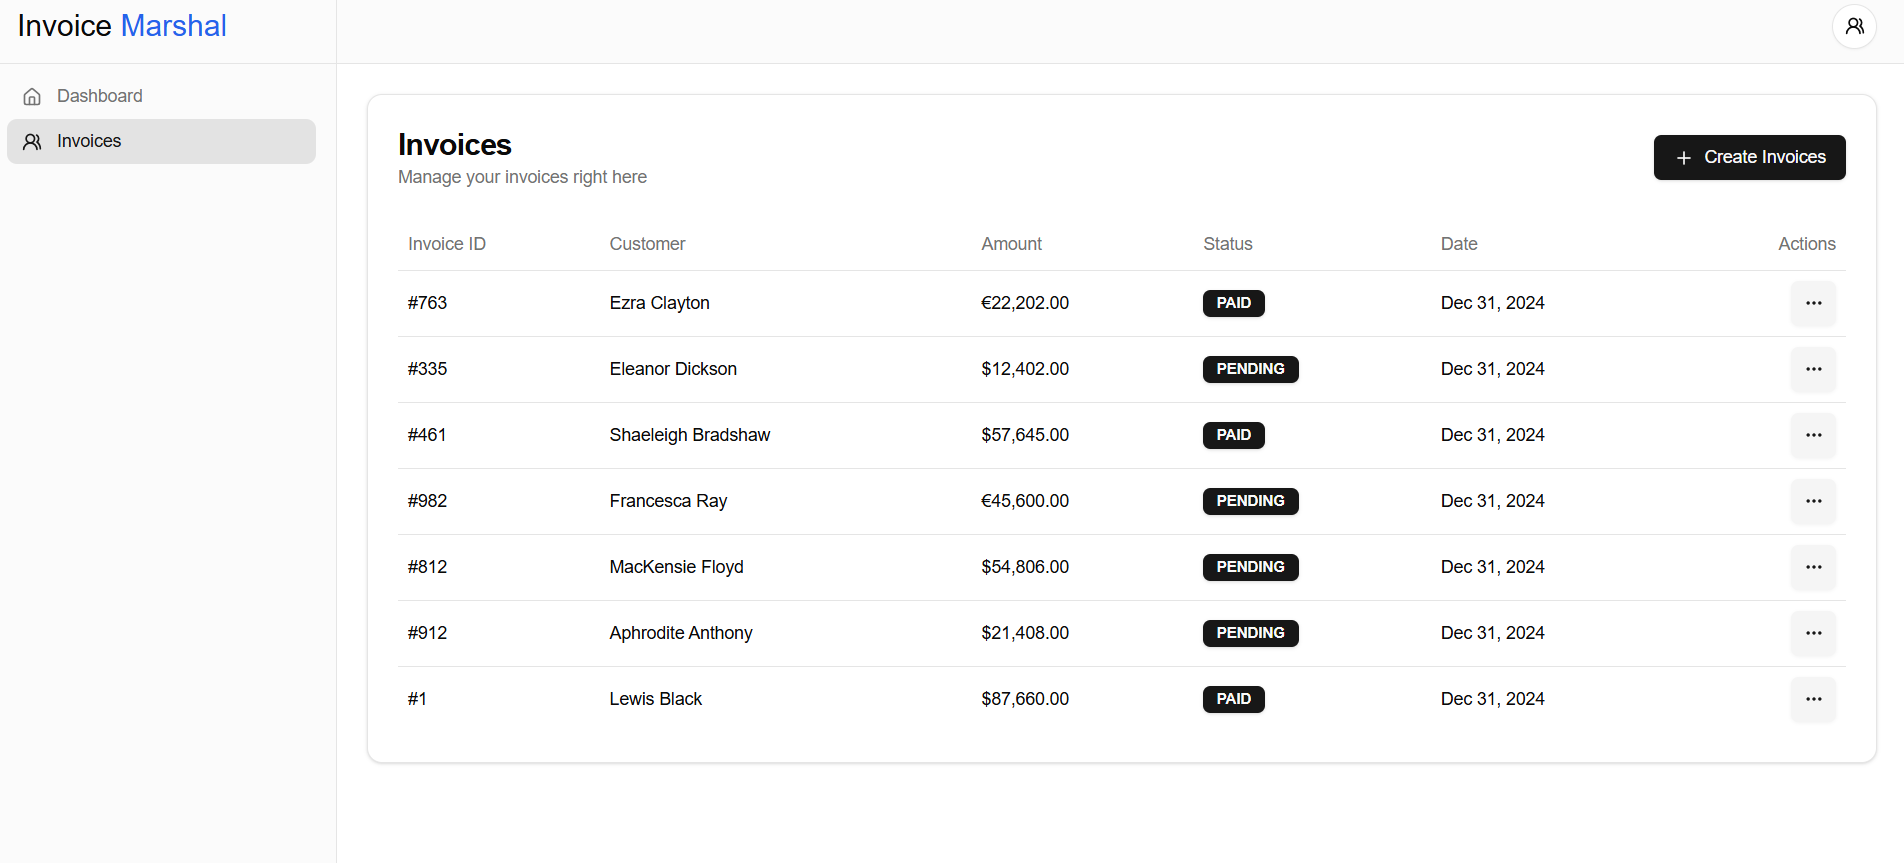 Invoice Marshal
Dashboard
Invoices
Invoices
Manage your invoices right here
Create Invoices
Invoice ID Customer Amount Status Date Actions
#763 Ezra Clayton €22,202.00 PAID Dec 31, 2024
#335 Eleanor Dickson $12,402.00 PENDING Dec 31, 2024
#461 Shaeleigh Bradshaw $57,645.00 PAID Dec 31, 2024
#982 Francesca Ray €45,600.00 PENDING Dec 31, 2024
#812 MacKensie Floyd $54,806.00 PENDING Dec 31, 2024
#912 Aphrodite Anthony $21,408.00 PENDING Dec 31, 2024
#1 Lewis Black $87,660.00 PAID Dec 31, 2024